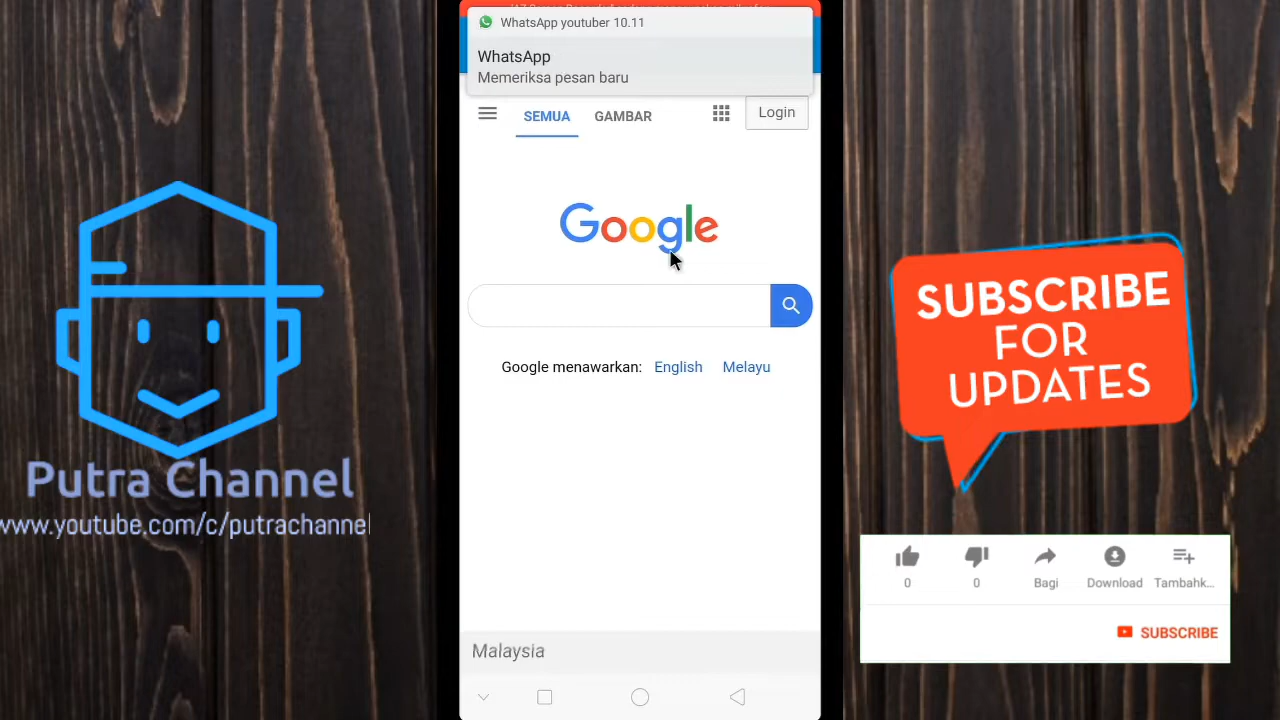 WhatsApp youtuber 10.11
WhatsApp
Memeriksa pesan baru
SEMUA GAMBAR Login
Google
Google menawarkan: English Melayu
Malaysia
Putra Channel
www.youtube.com/c/putrachannel
SUBSCRIBE
FOR
UPDATES
0 0 Bagi Download Tambahk...
SUBSCRIBE